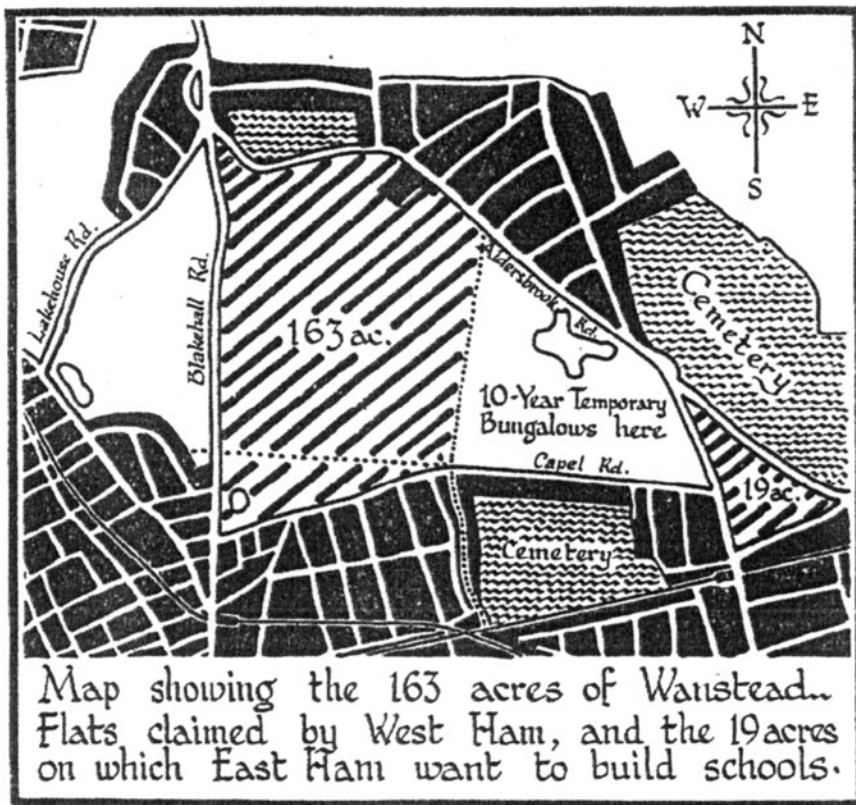 N
W E
S
Lakehouse Rd.
Blakehall Rd.
163 ac.
Aldersbrook Rd.
Cemetery
10-Year Temporary
Bungalows here
Capel Rd.
19 ac.
Cemetery
Map showing the 163 acres of Wanstead
Flats claimed by West Ham, and the 19 acres
on which East Ham want to build schools.